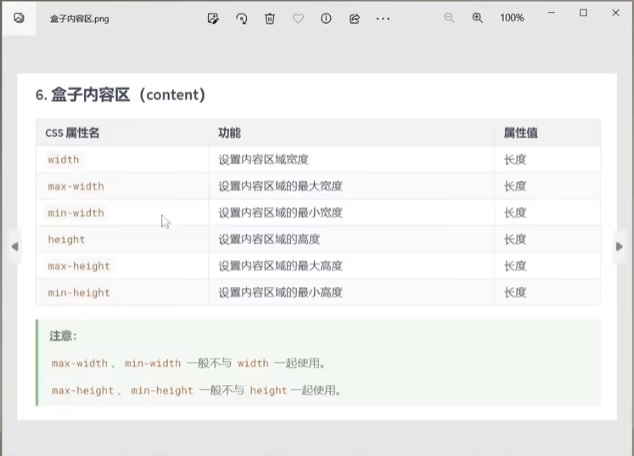 盒子内容区.png
100%
6. 盒子内容区（content）
CSS 属性名 功能 属性值
width 设置内容区域宽度 长度
max-width 设置内容区域的最大宽度 长度
min-width 设置内容区域的最小宽度 长度
height 设置内容区域的高度 长度
max-height 设置内容区域的最大高度 长度
min-height 设置内容区域的最小高度 长度
注意：
max-width 、 min-width 一般不与 width 一起使用。
max-height 、 min-height 一般不与 height 一起使用。